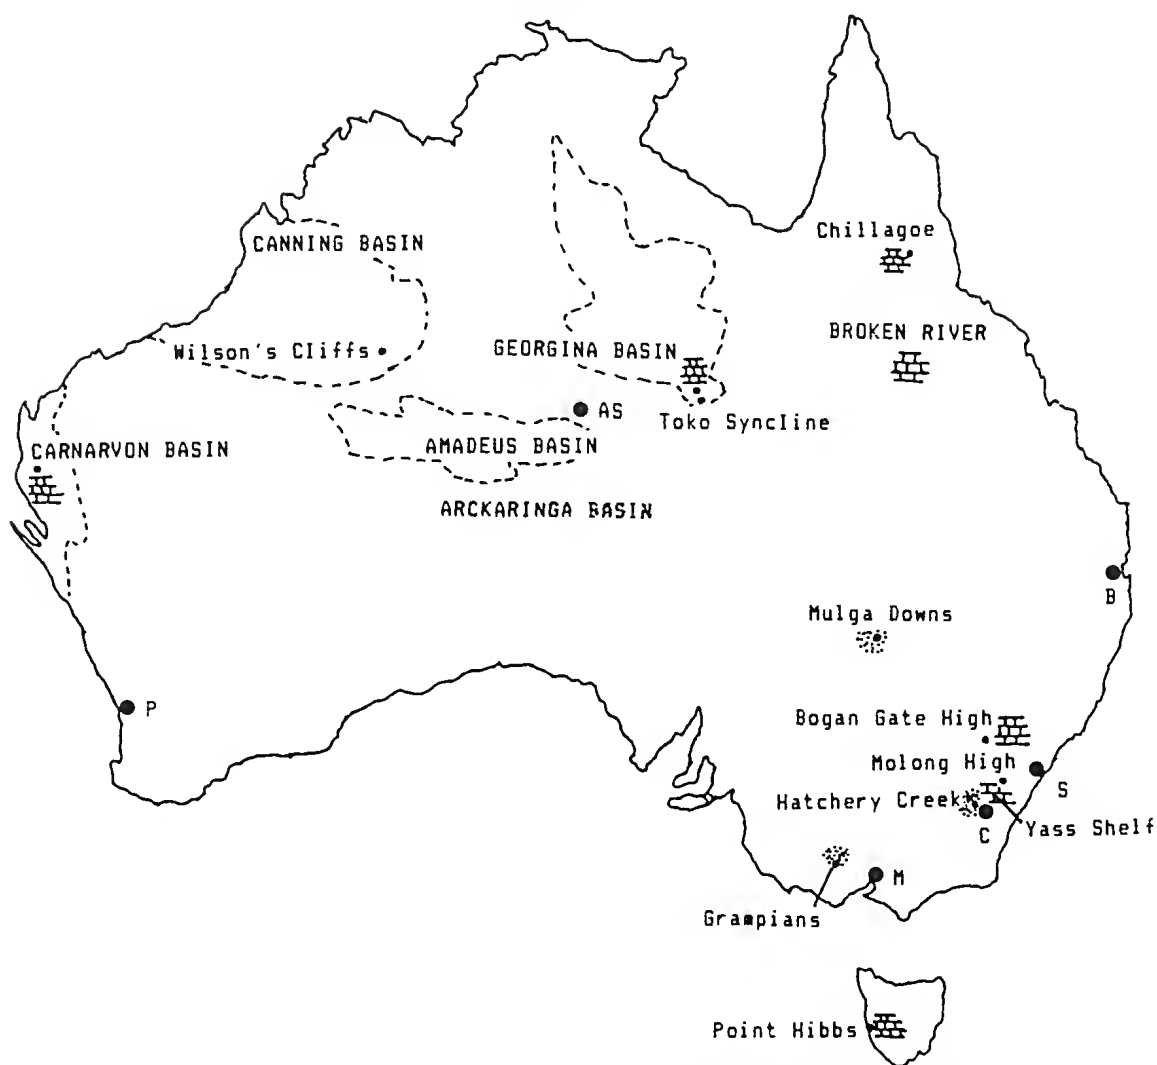 Chillagoe
CANNING BASIN
BROKEN RIVER
Wilson's Cliffs
GEORGINA BASIN
AS
Toko Syncline
CARNARVON BASIN
AMADEUS BASIN
ARCKARINGA BASIN
B
Mulga Downs
P
Bogan Gate High
Molong High
S
Hatchery Creek
C
Yass Shelf
M
Grampians
Point Hibbs